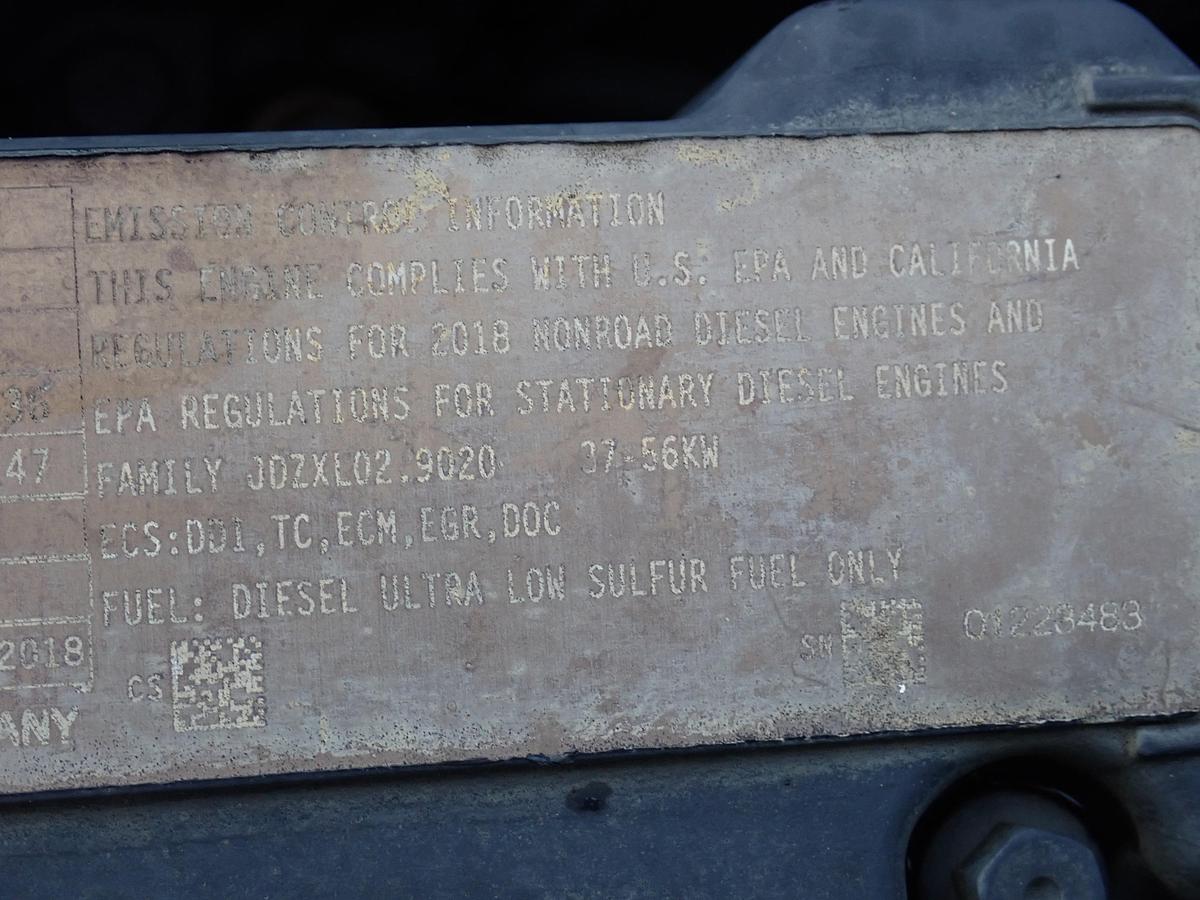 EMISSION CONTROL INFORMATION
THIS ENGINE COMPLIES WITH U.S. EPA AND CALIFORNIA
REGULATIONS FOR 2018 NONROAD DIESEL ENGINES AND
36
EPA REGULATIONS FOR STATIONARY DIESEL ENGINES
47
FAMILY JDZXL02.9020 37-56KW
ECS:DDI,TC,ECM,EGR,DOC
FUEL: DIESEL ULTRA LOW SULFUR FUEL ONLY
2018
CS
SN 01223483
ANY